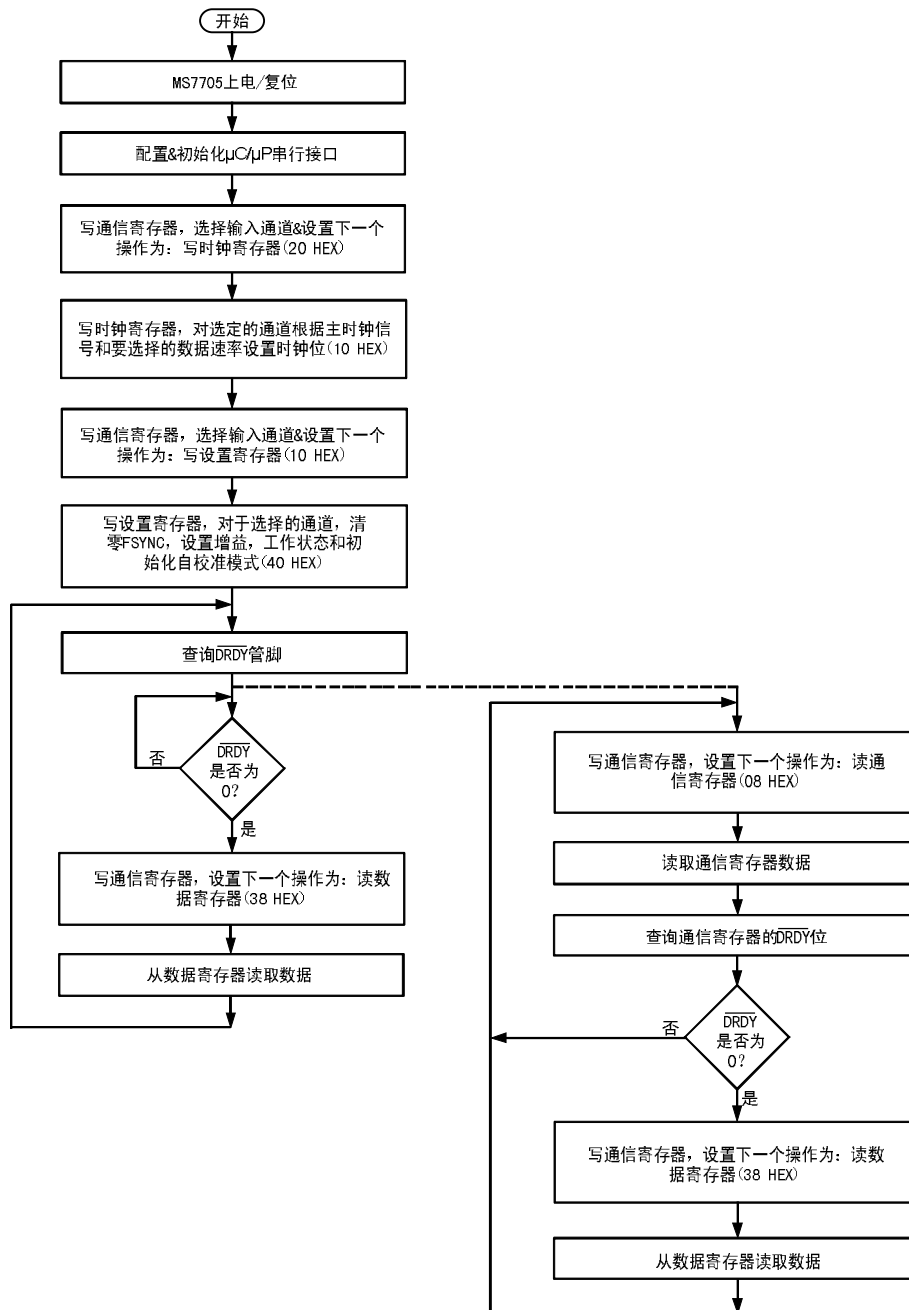 开始
MS7705上电/复位
配置&初始化μC/μP串行接口
写通信寄存器，选择输入通道&设置下一个
操作为：写时钟寄存器(20 HEX)
写时钟寄存器，对选定的通道根据主时钟信
号和要选择的数据速率设置时钟位(10 HEX)
写通信寄存器，选择输入通道&设置下一个
操作为：写设置寄存器(10 HEX)
写设置寄存器，对于选择的通道，清
零FSYNC，设置增益，工作状态和初
始化自校准模式(40 HEX)
查询D̅R̅D̅Y̅管脚
否
D̅R̅D̅Y̅
是否为
0?
是
写通信寄存器，设置下一个操作为：读数
据寄存器(38 HEX)
从数据寄存器读取数据
写通信寄存器，设置下一个操作为：读通
信寄存器(08 HEX)
读取通信寄存器数据
查询通信寄存器的D̅R̅D̅Y̅位
否
D̅R̅D̅Y̅
是否为
0?
是
写通信寄存器，设置下一个操作为：读数
据寄存器(38 HEX)
从数据寄存器读取数据